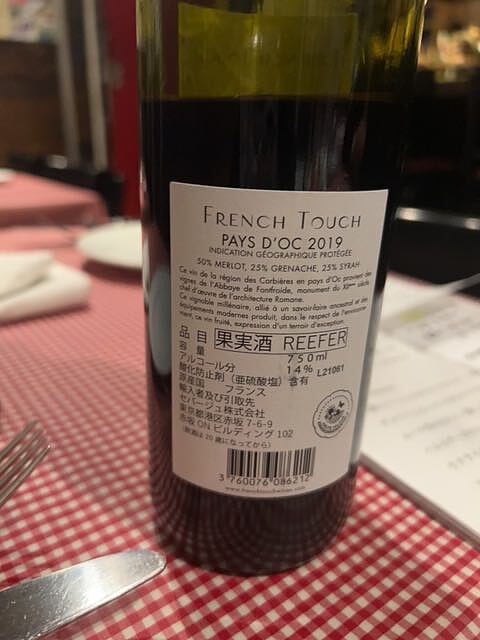 FRENCH TOUCH
PAYS D'OC 2019
INDICATION GÉOGRAPHIQUE PROTÉGÉE
50% MERLOT, 25% GRENACHE, 25% SYRAH
Ce vin de la région des Corbières en pays d'Oc provient des
vignes de l'Abbaye de Fontfroide, monument du XIème siècle
chef d'œuvre de l'architecture Romane.
Ce vignoble millénaire, allié à un savoir-faire ancestral et des
équipements modernes produit, dans le respect de l'environne
ment, ce vin fruité, expression d'un terroir d'exception.
品目 果実酒 REEFER
容量 750ml
アルコール分 14% L21061
酸化防止剤(亜硫酸塩)含有
原産国 フランス
輸入者及び引取先
セパージュ株式会社
東京都港区赤坂 7-6-9
赤坂 ON ビルディング 102
(飲酒は20歳になってから)
3 760076 086212